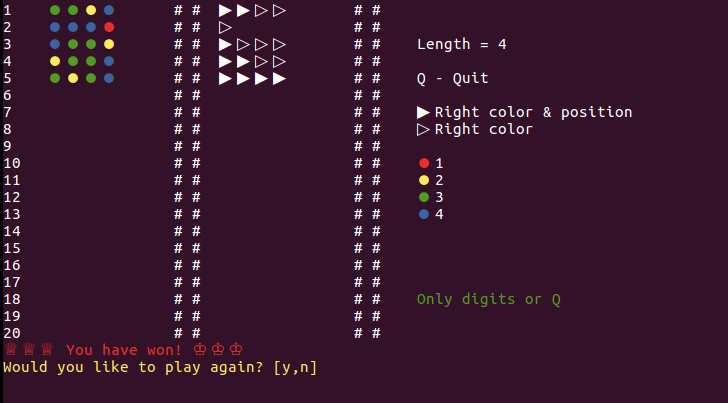 1 ● ● ● ● # # ▶ ▶ ▷ ▷ # #
2 ● ● ● ● # # ▷ # #
3 ● ● ● ● # # ▶ ▷ ▷ ▷ # # Length = 4
4 ● ● ● ● # # ▶ ▶ ▷ ▷ # #
5 ● ● ● ● # # ▶ ▶ ▶ ▶ # # Q - Quit
6 # # # #
7 # # # # ▶ Right color & position
8 # # # # ▷ Right color
9 # # # #
10 # # # # ● 1
11 # # # # ● 2
12 # # # # ● 3
13 # # # # ● 4
14 # # # #
15 # # # #
16 # # # #
17 # # # #
18 # # # # Only digits or Q
19 # # # #
20 # # # #
♕ ♕ ♕ You have won! ♔ ♔ ♔
Would you like to play again? [y,n]